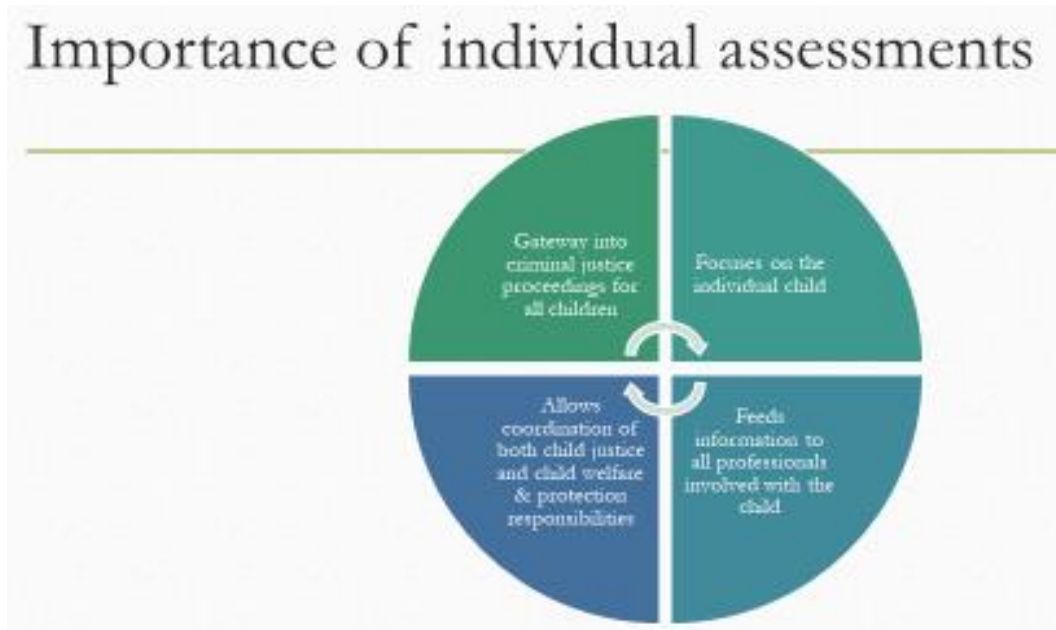 Importance of individual assessments
Gateway into
criminal justice
proceedings for
all children
Focuses on the
individual child
Allows
coordination of
both child justice
and child welfare
& protection
responsibilities
Feeds
information to
all professionals
involved with the
child